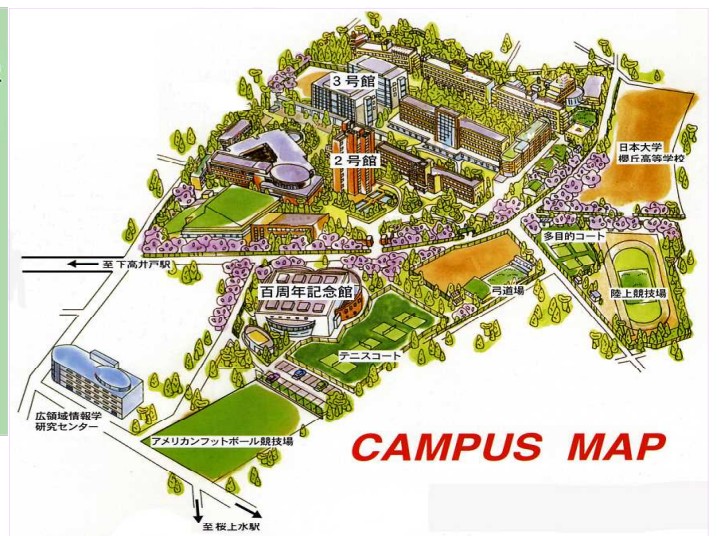 3号館
2号館
日本大学
櫻丘高等学校
多目的コート
至下高井戸駅
百周年記念館
弓道場
陸上競技場
テニスコート
広領域情報学
研究センター
アメリカンフットボール競技場
CAMPUS MAP
至桜上水駅